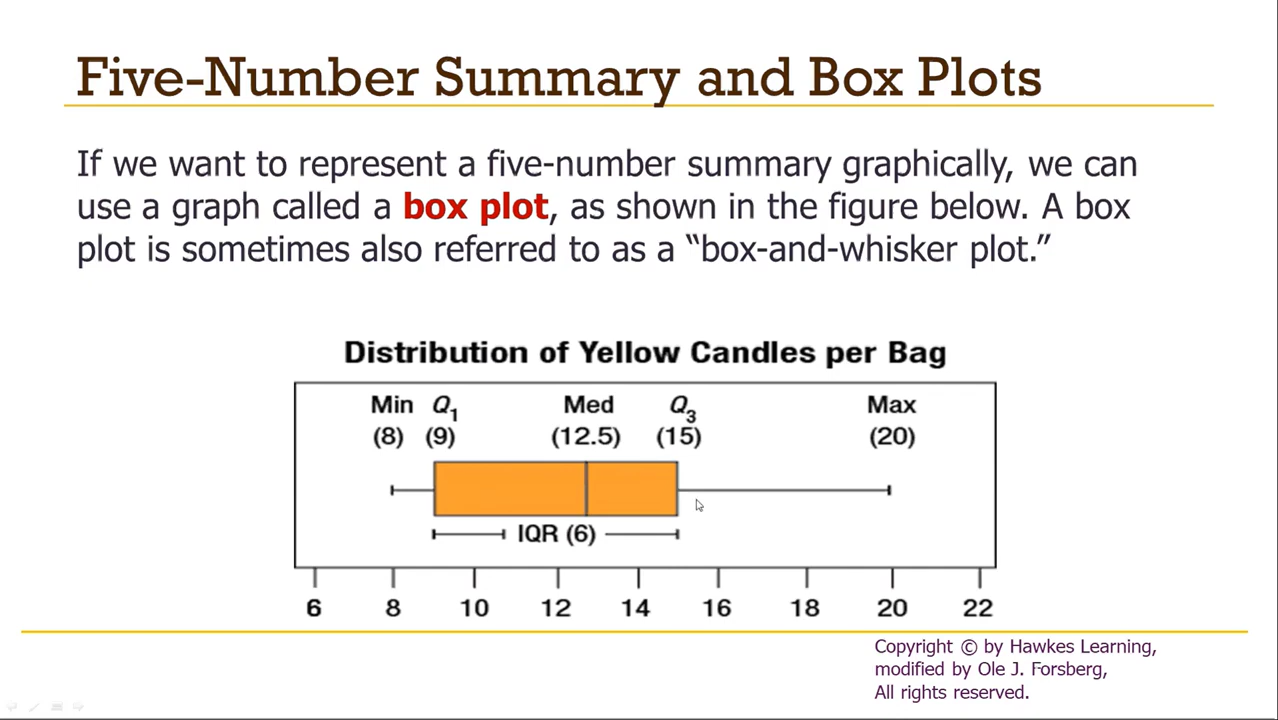 Five-Number Summary and Box Plots
If we want to represent a five-number summary graphically, we can
use a graph called a box plot, as shown in the figure below. A box
plot is sometimes also referred to as a “box-and-whisker plot.”
Distribution of Yellow Candles per Bag
Min Q1 Med Q3 Max
(8) (9) (12.5) (15) (20)
IQR (6)
6 8 10 12 14 16 18 20 22
Copyright © by Hawkes Learning,
modified by Ole J. Forsberg,
All rights reserved.